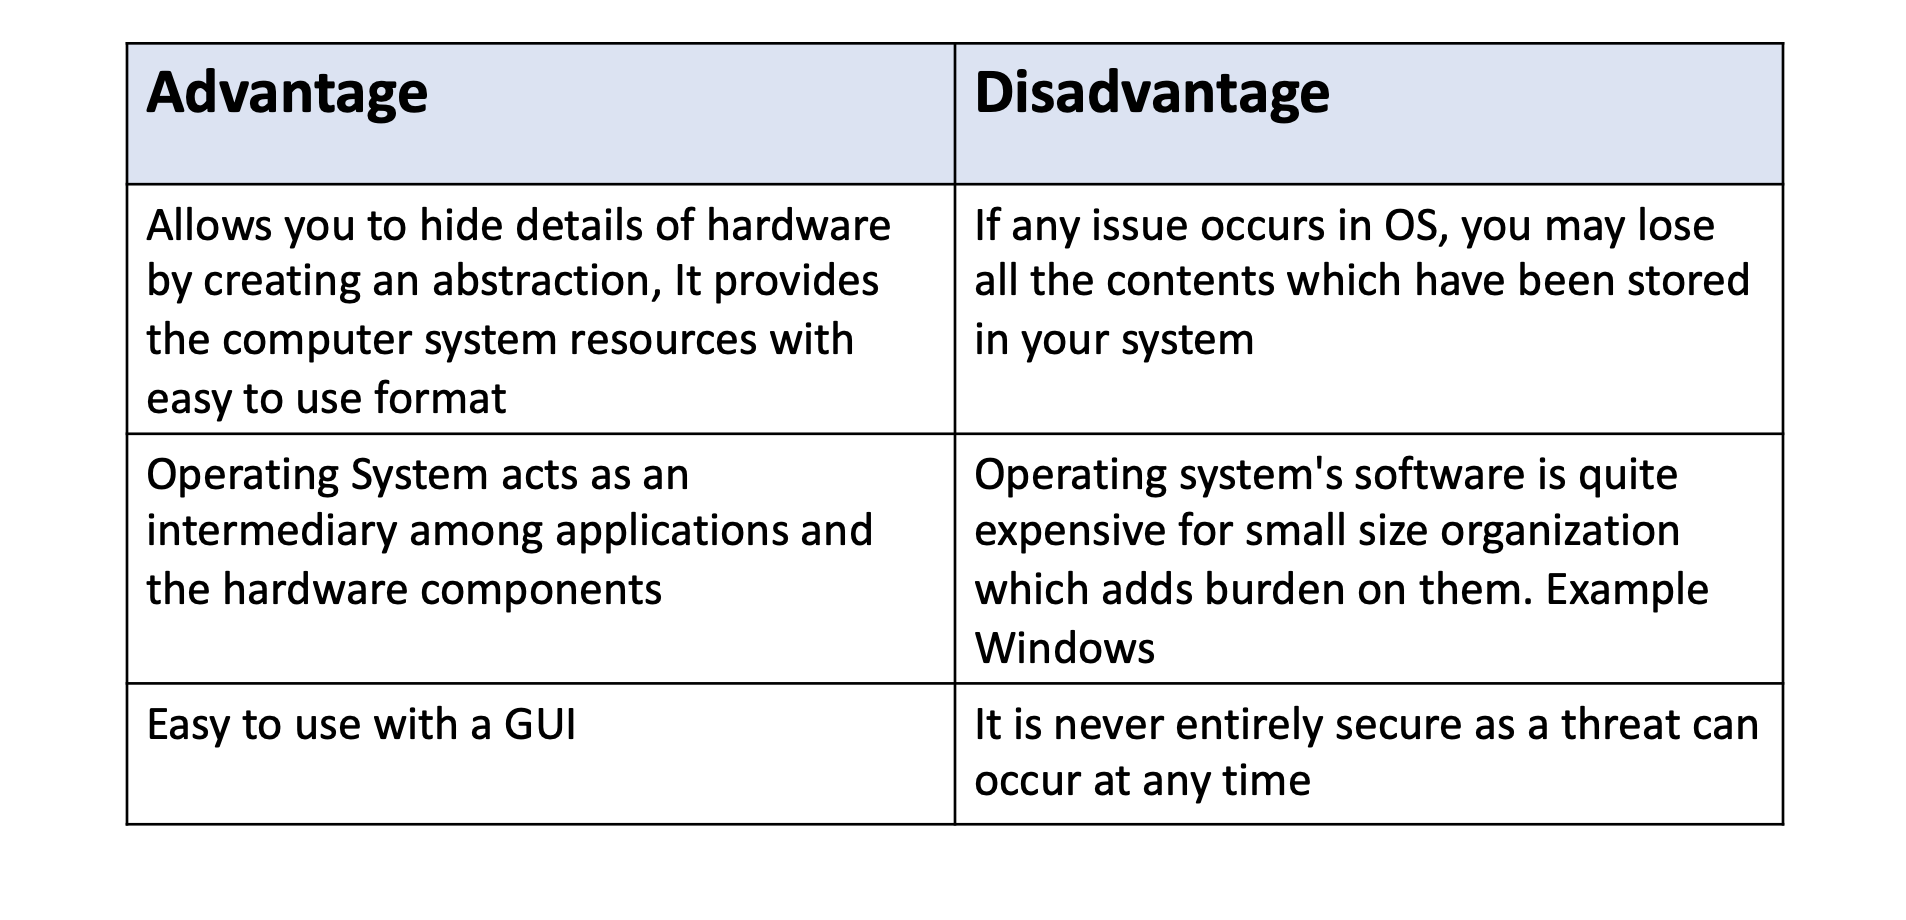 Advantage
Disadvantage
Allows you to hide details of hardware
by creating an abstraction, It provides
the computer system resources with
easy to use format
If any issue occurs in OS, you may lose
all the contents which have been stored
in your system
Operating System acts as an
intermediary among applications and
the hardware components
Operating system's software is quite
expensive for small size organization
which adds burden on them. Example
Windows
Easy to use with a GUI
It is never entirely secure as a threat can
occur at any time